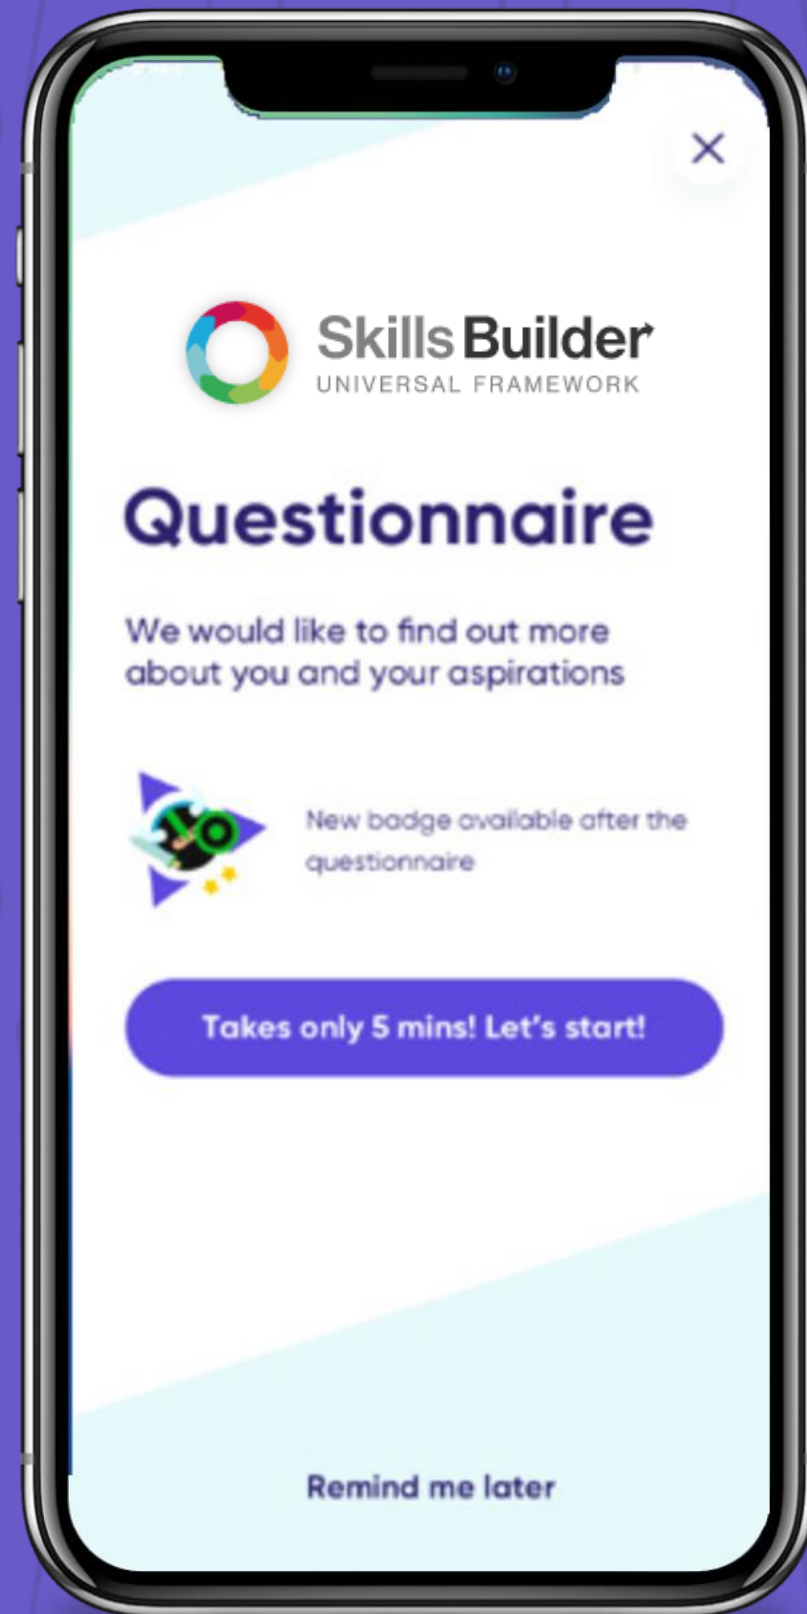 Skills Builder
UNIVERSAL FRAMEWORK
Questionnaire
We would like to find out more
about you and your aspirations
New badge available after the
questionnaire
Takes only 5 mins! Let's start!
Remind me later